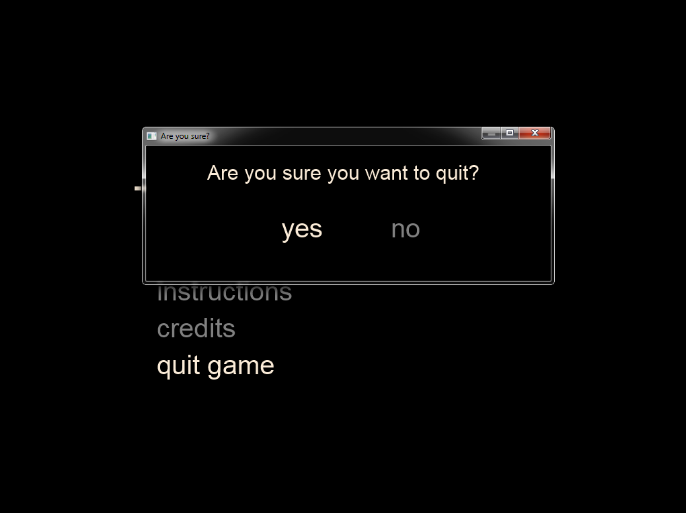 Are you sure?
Are you sure you want to quit?
yes no
instructions
credits
quit game